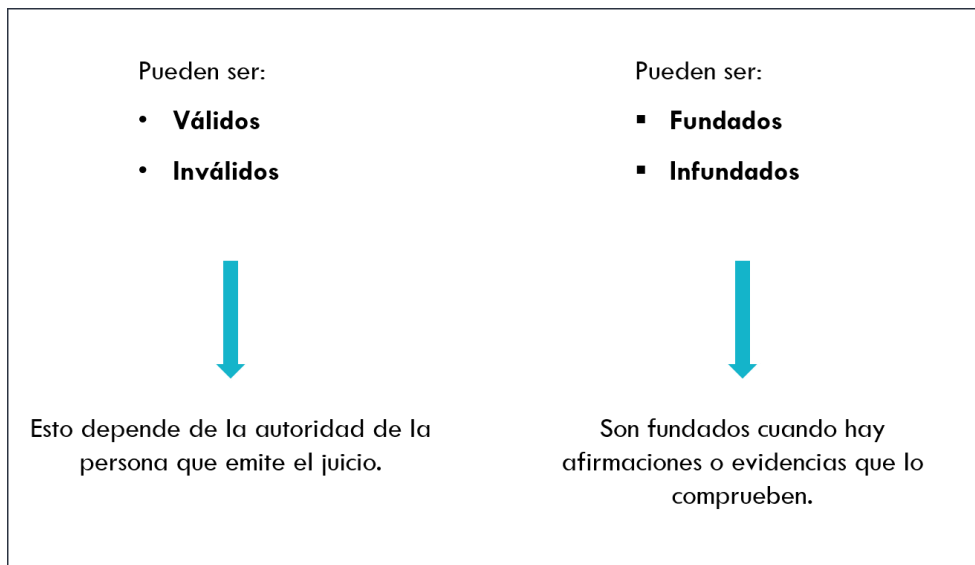 Pueden ser:
• Válidos
• Inválidos
Esto depende de la autoridad de la
persona que emite el juicio.
Pueden ser:
▪ Fundados
▪ Infundados
Son fundados cuando hay
afirmaciones o evidencias que lo
comprueben.